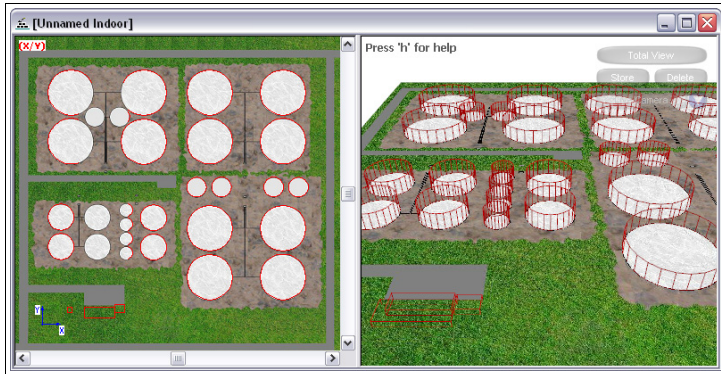 [Unnamed Indoor]
(X/Y)
Press 'h' for help
Total View
Store
Delete
Y
X